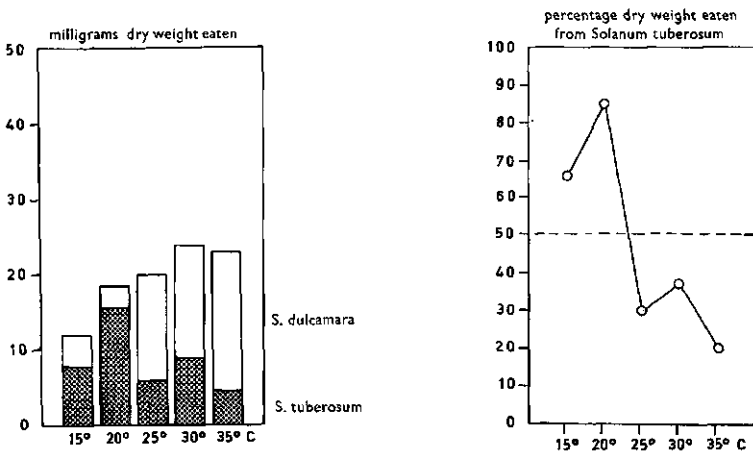 milligrams dry weight eaten
50
40
30
20
10
0
15° 20° 25° 30° 35° C
S. dulcamara
S. tuberosum
percentage dry weight eaten
from Solanum tuberosum
100
90
80
70
60
50
40
30
20
10
0
15° 20° 25° 30° 35° C